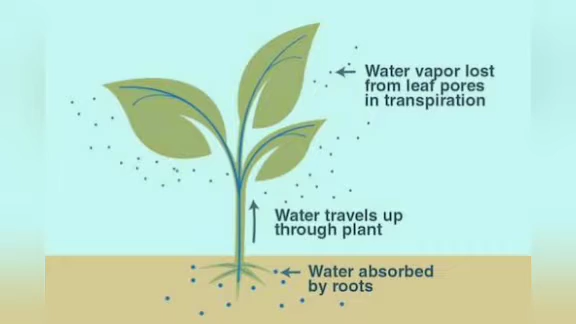 Water vapor lost
from leaf pores
in transpiration
Water travels up
through plant
Water absorbed
by roots